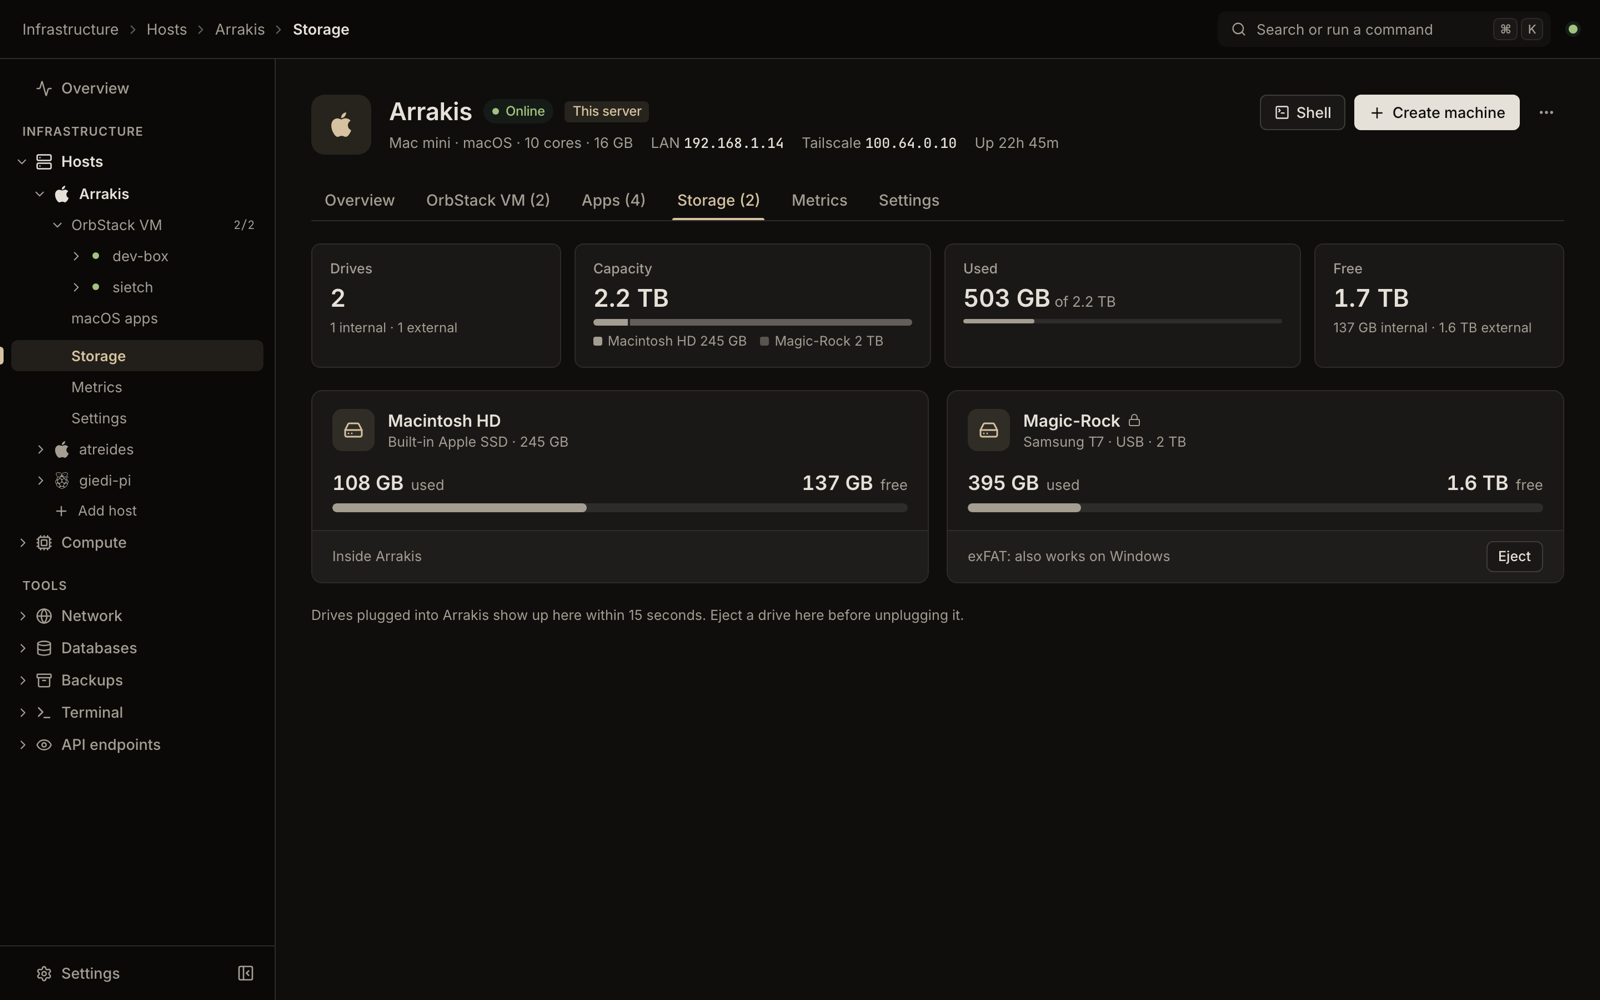 Infrastructure > Hosts > Arrakis > Storage
Search or run a command ⌘ K
Overview
INFRASTRUCTURE
Hosts
Arrakis
OrbStack VM 2/2
dev-box
sietch
macOS apps
Storage
Metrics
Settings
atreides
giedi-pi
+ Add host
Compute
TOOLS
Network
Databases
Backups
Terminal
API endpoints
Settings
Arrakis Online This server
Mac mini · macOS · 10 cores · 16 GB LAN 192.168.1.14 Tailscale 100.64.0.10 Up 22h 45m
Shell
+ Create machine
Overview OrbStack VM (2) Apps (4) Storage (2) Metrics Settings
Drives
2
1 internal · 1 external
Capacity
2.2 TB
Macintosh HD 245 GB Magic-Rock 2 TB
Used
503 GB of 2.2 TB
Free
1.7 TB
137 GB internal · 1.6 TB external
Macintosh HD
Built-in Apple SSD · 245 GB
108 GB used 137 GB free
Inside Arrakis
Magic-Rock
Samsung T7 · USB · 2 TB
395 GB used 1.6 TB free
exFAT: also works on Windows Eject
Drives plugged into Arrakis show up here within 15 seconds. Eject a drive here before unplugging it.